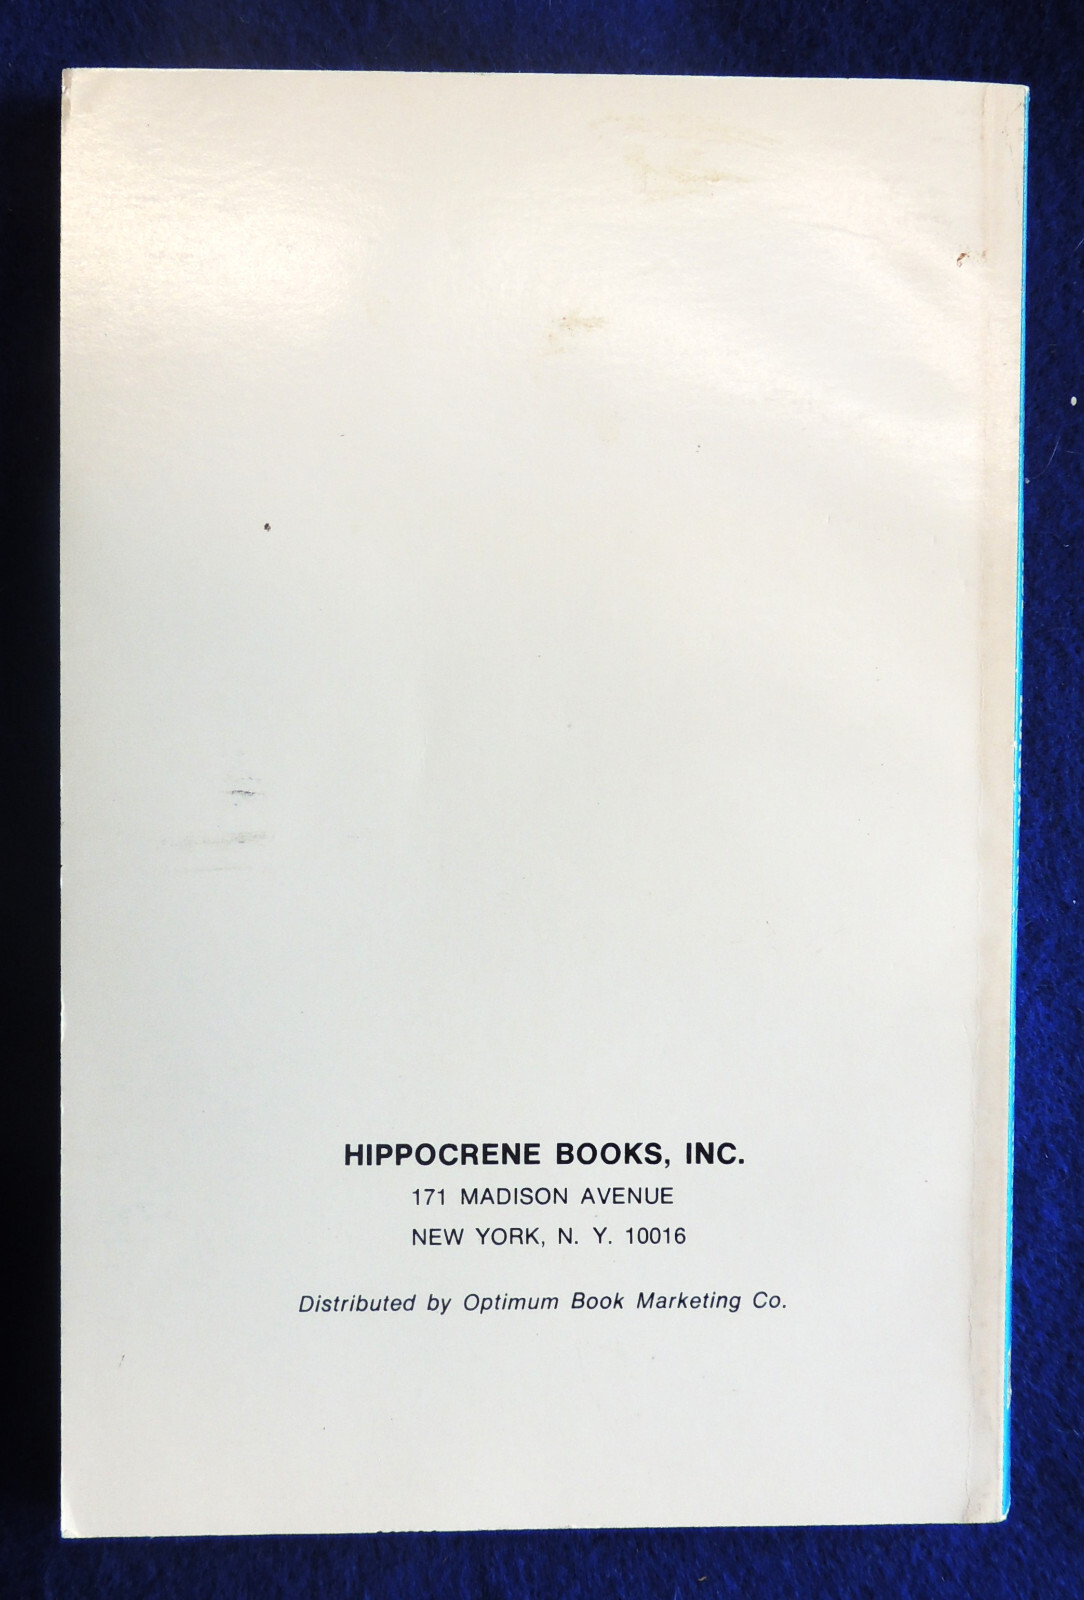 HIPPOCRENE BOOKS, INC.
171 MADISON AVENUE
NEW YORK, N. Y. 10016
Distributed by Optimum Book Marketing Co.